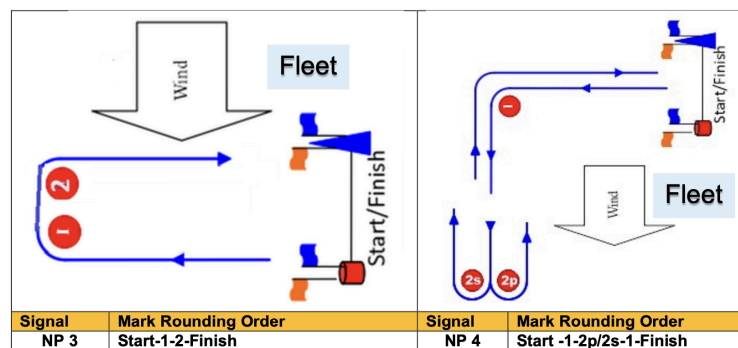 Wind
Fleet
2
1
Start/Finish
Signal Mark Rounding Order
NP 3 Start-1-2-Finish
1
Start/Finish
Wind
Fleet
2s 2p
Signal Mark Rounding Order
NP 4 Start -1-2p/2s-1-Finish